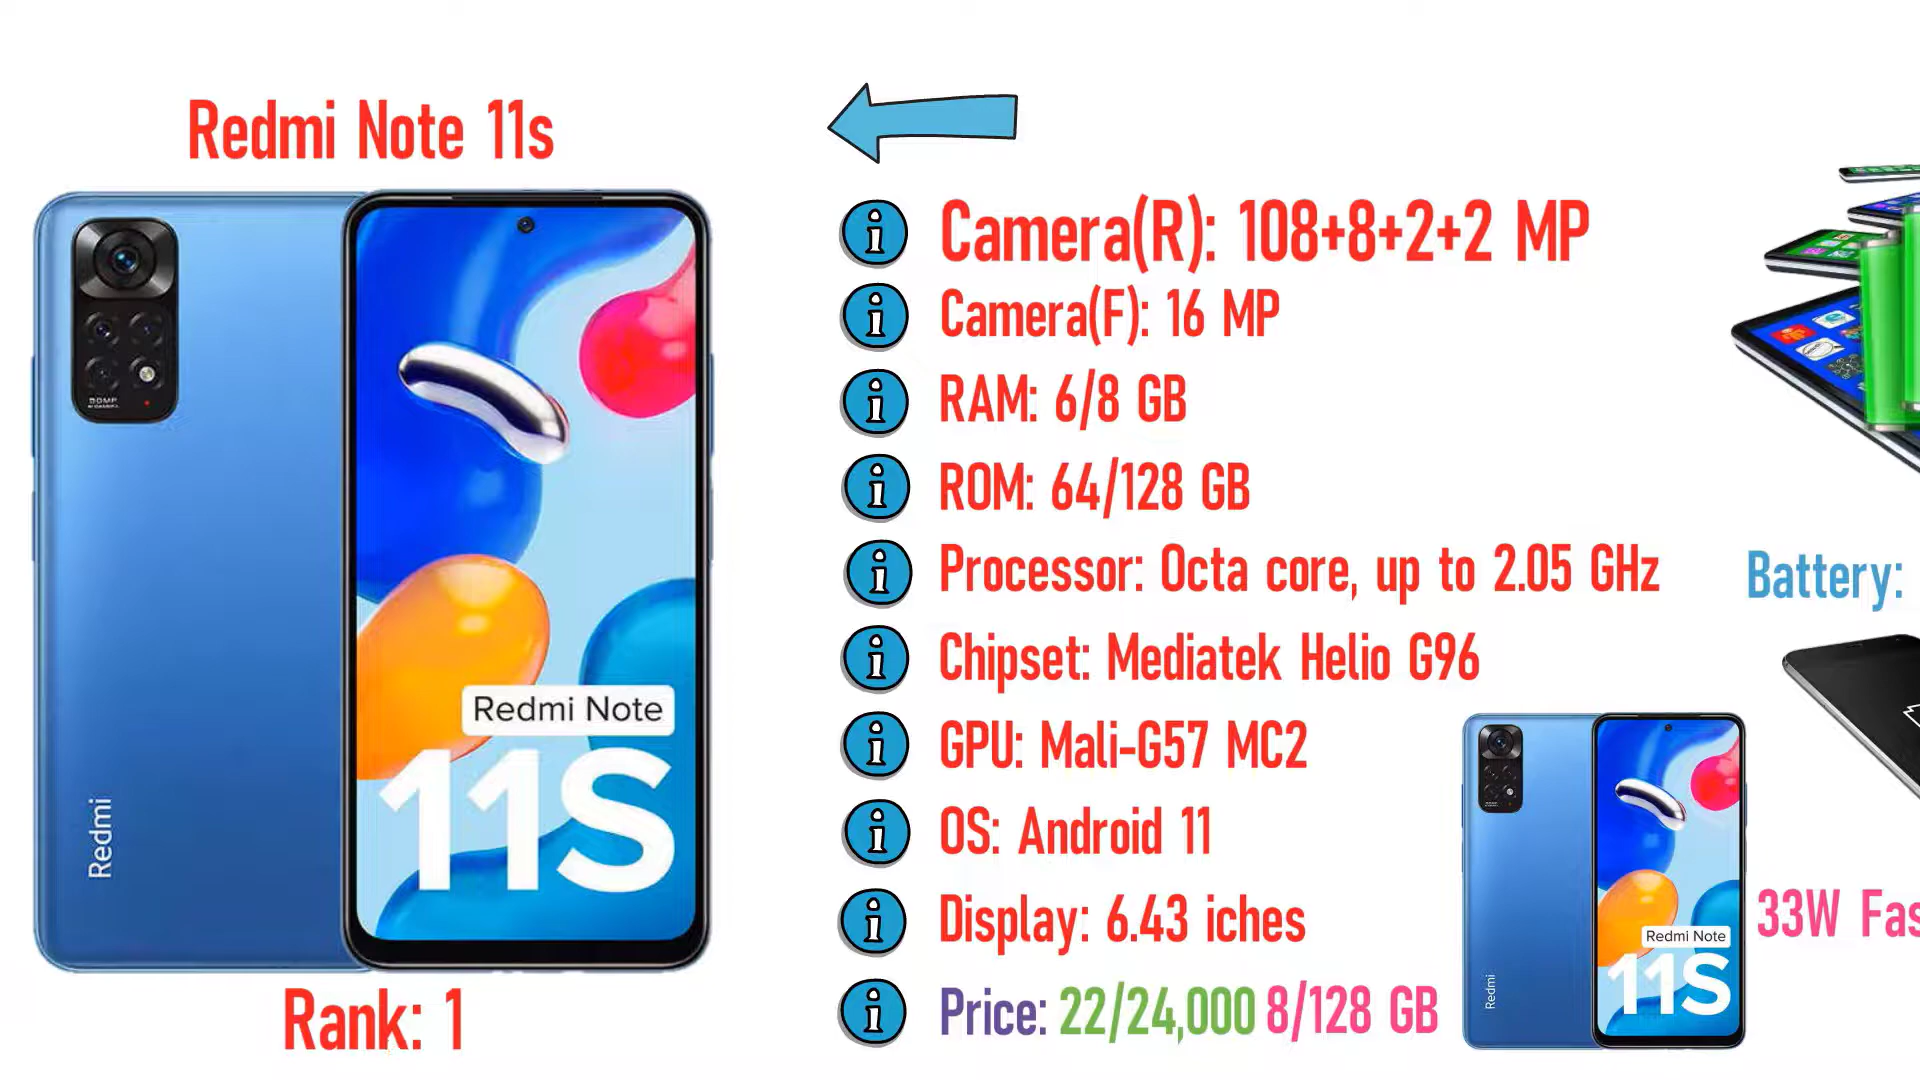 Redmi Note 11s
Camera(R): 108+8+2+2 MP
Camera(F): 16 MP
RAM: 6/8 GB
ROM: 64/128 GB
Processor: Octa core, up to 2.05 GHz
Chipset: Mediatek Helio G96
GPU: Mali-G57 MC2
OS: Android 11
Display: 6.43 iches
Price: 22/24,000 8/128 GB
50MP
Redmi
Redmi Note
11S
Rank: 1
Redmi
Redmi Note
11S
Battery:
33W Fas